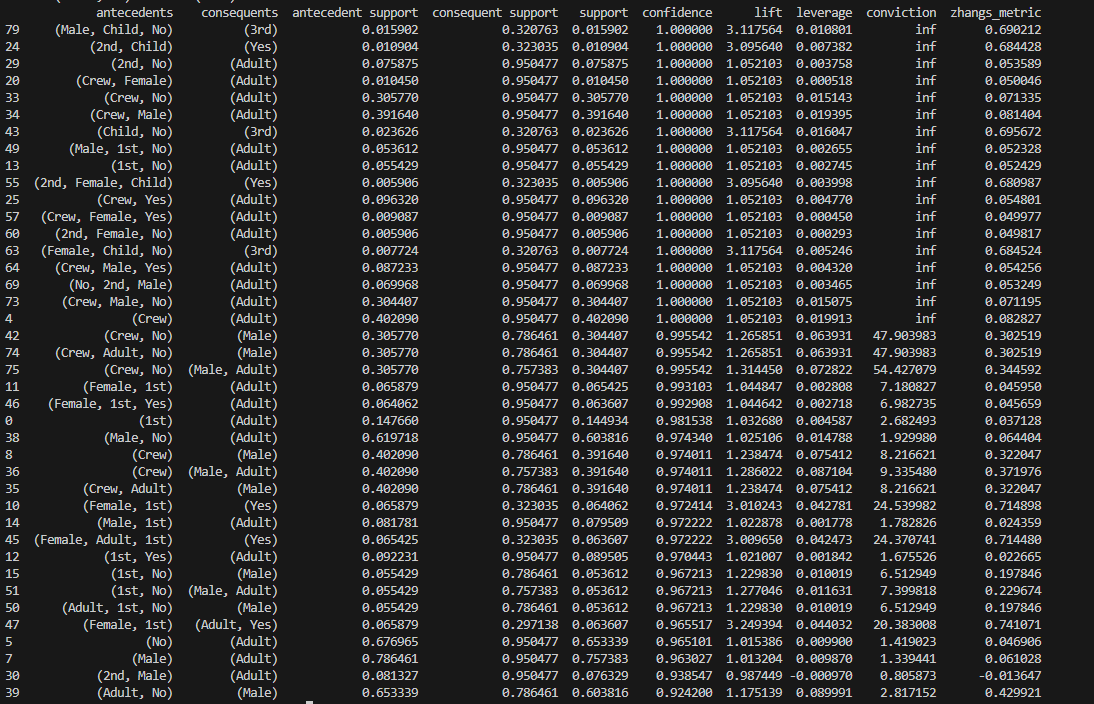 antecedents consequents antecedent support consequent support support confidence lift leverage conviction zhangs_metric
79 (Male, Child, No) (3rd) 0.015902 0.320763 0.015902 1.000000 3.117564 0.010801 inf 0.690212
24 (2nd, Child) (Yes) 0.010904 0.323035 0.010904 1.000000 3.095640 0.007382 inf 0.684428
29 (2nd, No) (Adult) 0.075875 0.950477 0.075875 1.000000 1.052103 0.003758 inf 0.053589
20 (Crew, Female) (Adult) 0.010450 0.950477 0.010450 1.000000 1.052103 0.000518 inf 0.050046
33 (Crew, No) (Adult) 0.305770 0.950477 0.305770 1.000000 1.052103 0.015143 inf 0.071335
34 (Crew, Male) (Adult) 0.391640 0.950477 0.391640 1.000000 1.052103 0.019395 inf 0.081404
43 (Child, No) (3rd) 0.023626 0.320763 0.023626 1.000000 3.117564 0.016047 inf 0.695672
49 (Male, 1st, No) (Adult) 0.053612 0.950477 0.053612 1.000000 1.052103 0.002655 inf 0.052328
13 (1st, No) (Adult) 0.055429 0.950477 0.055429 1.000000 1.052103 0.002745 inf 0.052429
55 (2nd, Female, Child) (Yes) 0.005906 0.323035 0.005906 1.000000 3.095640 0.003998 inf 0.680987
25 (Crew, Yes) (Adult) 0.096320 0.950477 0.096320 1.000000 1.052103 0.004770 inf 0.054801
57 (Crew, Female, Yes) (Adult) 0.009087 0.950477 0.009087 1.000000 1.052103 0.000450 inf 0.049977
60 (2nd, Female, No) (Adult) 0.005906 0.950477 0.005906 1.000000 1.052103 0.000293 inf 0.049817
63 (Female, Child, No) (3rd) 0.007724 0.320763 0.007724 1.000000 3.117564 0.005246 inf 0.684524
64 (Crew, Male, Yes) (Adult) 0.087233 0.950477 0.087233 1.000000 1.052103 0.004320 inf 0.054256
69 (No, 2nd, Male) (Adult) 0.069968 0.950477 0.069968 1.000000 1.052103 0.003465 inf 0.053249
73 (Crew, Male, No) (Adult) 0.304407 0.950477 0.304407 1.000000 1.052103 0.015075 inf 0.071195
4 (Crew) (Adult) 0.402090 0.950477 0.402090 1.000000 1.052103 0.019913 inf 0.082827
42 (Crew, No) (Male) 0.305770 0.786461 0.304407 0.995542 1.265851 0.063931 47.903983 0.302519
74 (Crew, Adult, No) (Male) 0.305770 0.786461 0.304407 0.995542 1.265851 0.063931 47.903983 0.302519
75 (Crew, No) (Male, Adult) 0.305770 0.757383 0.304407 0.995542 1.314450 0.072822 54.427079 0.344592
11 (Female, 1st) (Adult) 0.065879 0.950477 0.065425 0.993103 1.044847 0.002808 7.180827 0.045950
46 (Female, 1st, Yes) (Adult) 0.064062 0.950477 0.063607 0.992908 1.044642 0.002718 6.982735 0.045659
0 (1st) (Adult) 0.147660 0.950477 0.144934 0.981538 1.032680 0.004587 2.682493 0.037128
38 (Male, No) (Adult) 0.619718 0.950477 0.603816 0.974340 1.025106 0.014788 1.929980 0.064404
8 (Crew) (Male) 0.402090 0.786461 0.391640 0.974011 1.238474 0.075412 8.216621 0.322047
36 (Crew) (Male, Adult) 0.402090 0.757383 0.391640 0.974011 1.286022 0.087104 9.335480 0.371976
35 (Crew, Adult) (Male) 0.402090 0.786461 0.391640 0.974011 1.238474 0.075412 8.216621 0.322047
10 (Female, 1st) (Yes) 0.065879 0.323035 0.064062 0.972414 3.010243 0.042781 24.539982 0.714898
14 (Male, 1st) (Adult) 0.081781 0.950477 0.079509 0.972222 1.022878 0.001778 1.782826 0.024359
45 (Female, Adult, 1st) (Yes) 0.065425 0.323035 0.063607 0.972222 3.009650 0.042473 24.370741 0.714480
12 (1st, Yes) (Adult) 0.092231 0.950477 0.089505 0.970443 1.021007 0.001842 1.675526 0.022665
15 (1st, No) (Male) 0.055429 0.786461 0.053612 0.967213 1.229830 0.010019 6.512949 0.197846
51 (1st, No) (Male, Adult) 0.055429 0.757383 0.053612 0.967213 1.277046 0.011631 7.399818 0.229674
50 (Adult, 1st, No) (Male) 0.055429 0.786461 0.053612 0.967213 1.229830 0.010019 6.512949 0.197846
47 (Female, 1st) (Adult, Yes) 0.065879 0.297138 0.063607 0.965517 3.249394 0.044032 20.383008 0.741071
5 (No) (Adult) 0.676965 0.950477 0.653339 0.965101 1.015386 0.009900 1.419023 0.046906
7 (Male) (Adult) 0.786461 0.950477 0.757383 0.963027 1.013204 0.009870 1.339441 0.061028
30 (2nd, Male) (Adult) 0.081327 0.950477 0.076329 0.938547 0.987449 -0.000970 0.805873 -0.013647
39 (Adult, No) (Male) 0.653339 0.786461 0.603816 0.924200 1.175139 0.089991 2.817152 0.429921